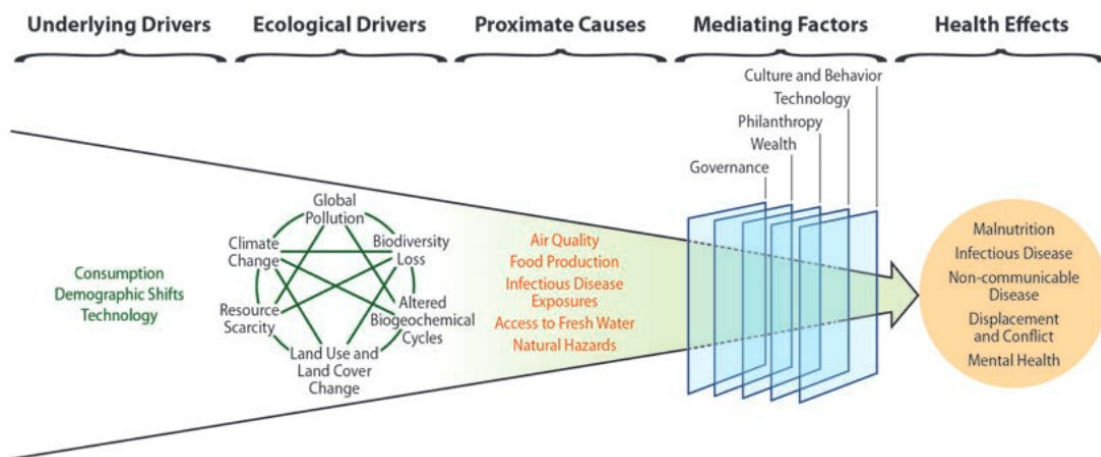 Underlying Drivers
Ecological Drivers
Proximate Causes
Mediating Factors
Health Effects
Consumption
Demographic Shifts
Technology
Global
Pollution
Biodiversity
Loss
Altered
Biogeochemical
Cycles
Land Use and
Land Cover
Change
Resource
Scarcity
Climate
Change
Air Quality
Food Production
Infectious Disease
Exposures
Access to Fresh Water
Natural Hazards
Culture and Behavior
Technology
Philanthropy
Wealth
Governance
Malnutrition
Infectious Disease
Non-communicable
Disease
Displacement
and Conflict
Mental Health